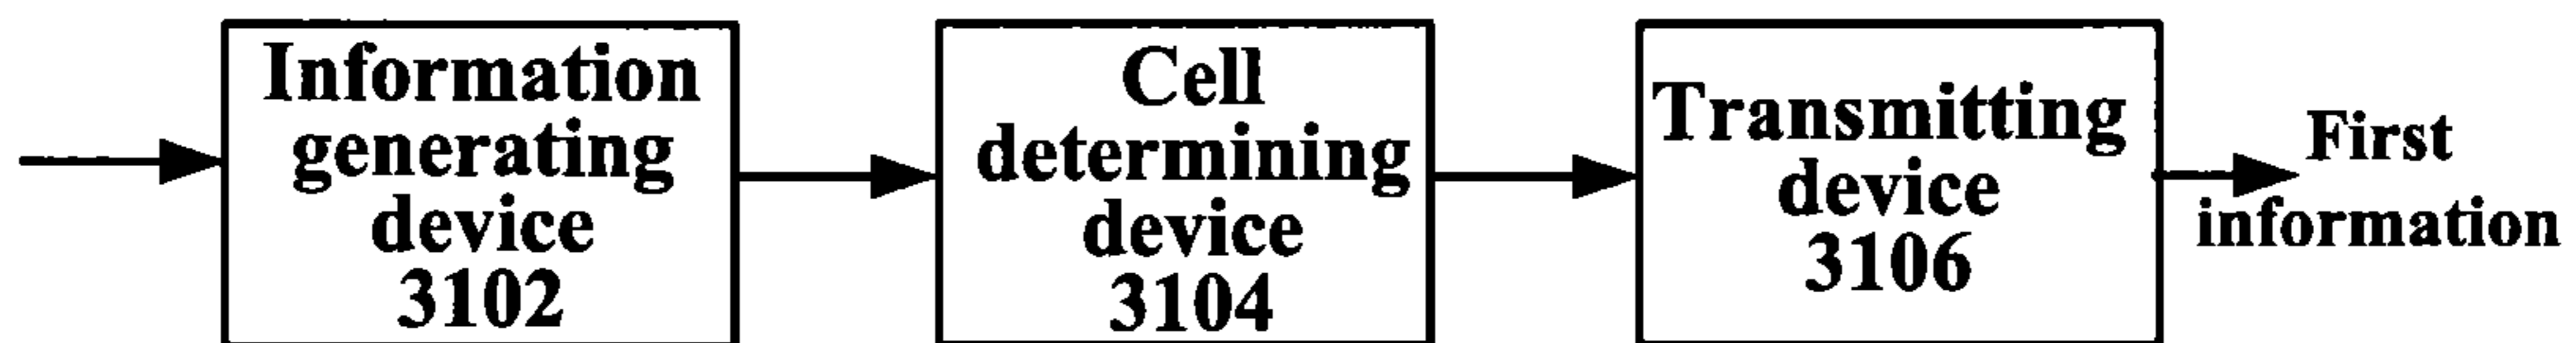 Information
generating
device
3102
Cell
determining
device
3104
Transmitting
device
3106
First
information